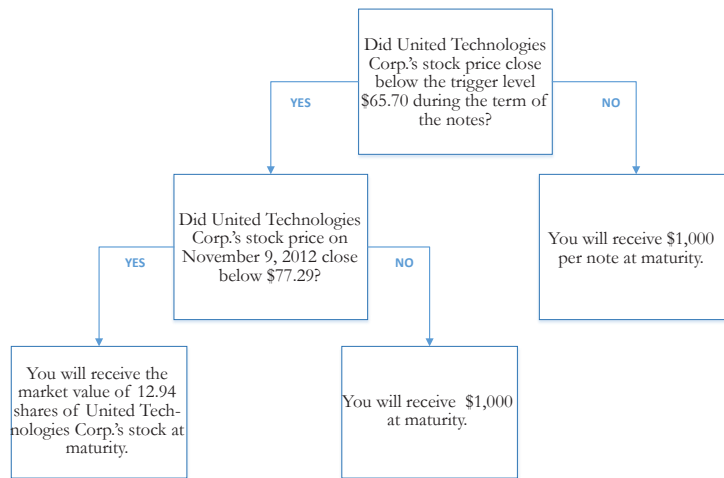 Did United Technologies
Corp.'s stock price close
below the trigger level
$65.70 during the term of
the notes?
YES
NO
Did United Technologies
Corp.'s stock price on
November 9, 2012 close
below $77.29?
You will receive $1,000
per note at maturity.
YES
NO
You will receive the
market value of 12.94
shares of United Tech-
nologies Corp.'s stock at
maturity.
You will receive $1,000
at maturity.